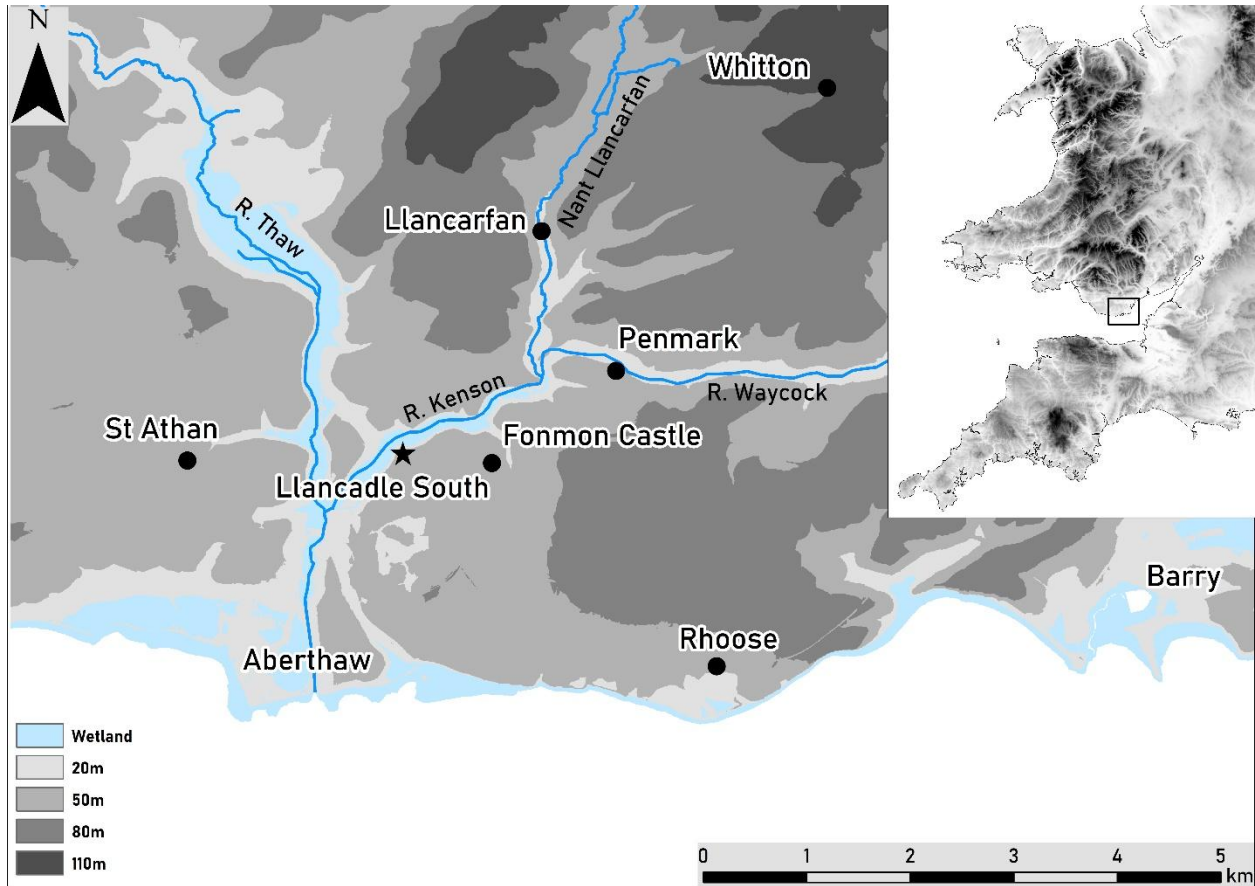 N
Whitton
Nant Llancarfan
Llancarfan
R. Thaw
Penmark
R. Waycock
R. Kenson
St Athan
Fonmon Castle
Llancadle South
Barry
Rhoose
Aberthaw
Wetland
20m
50m
80m
110m
0 1 2 3 4 5
km